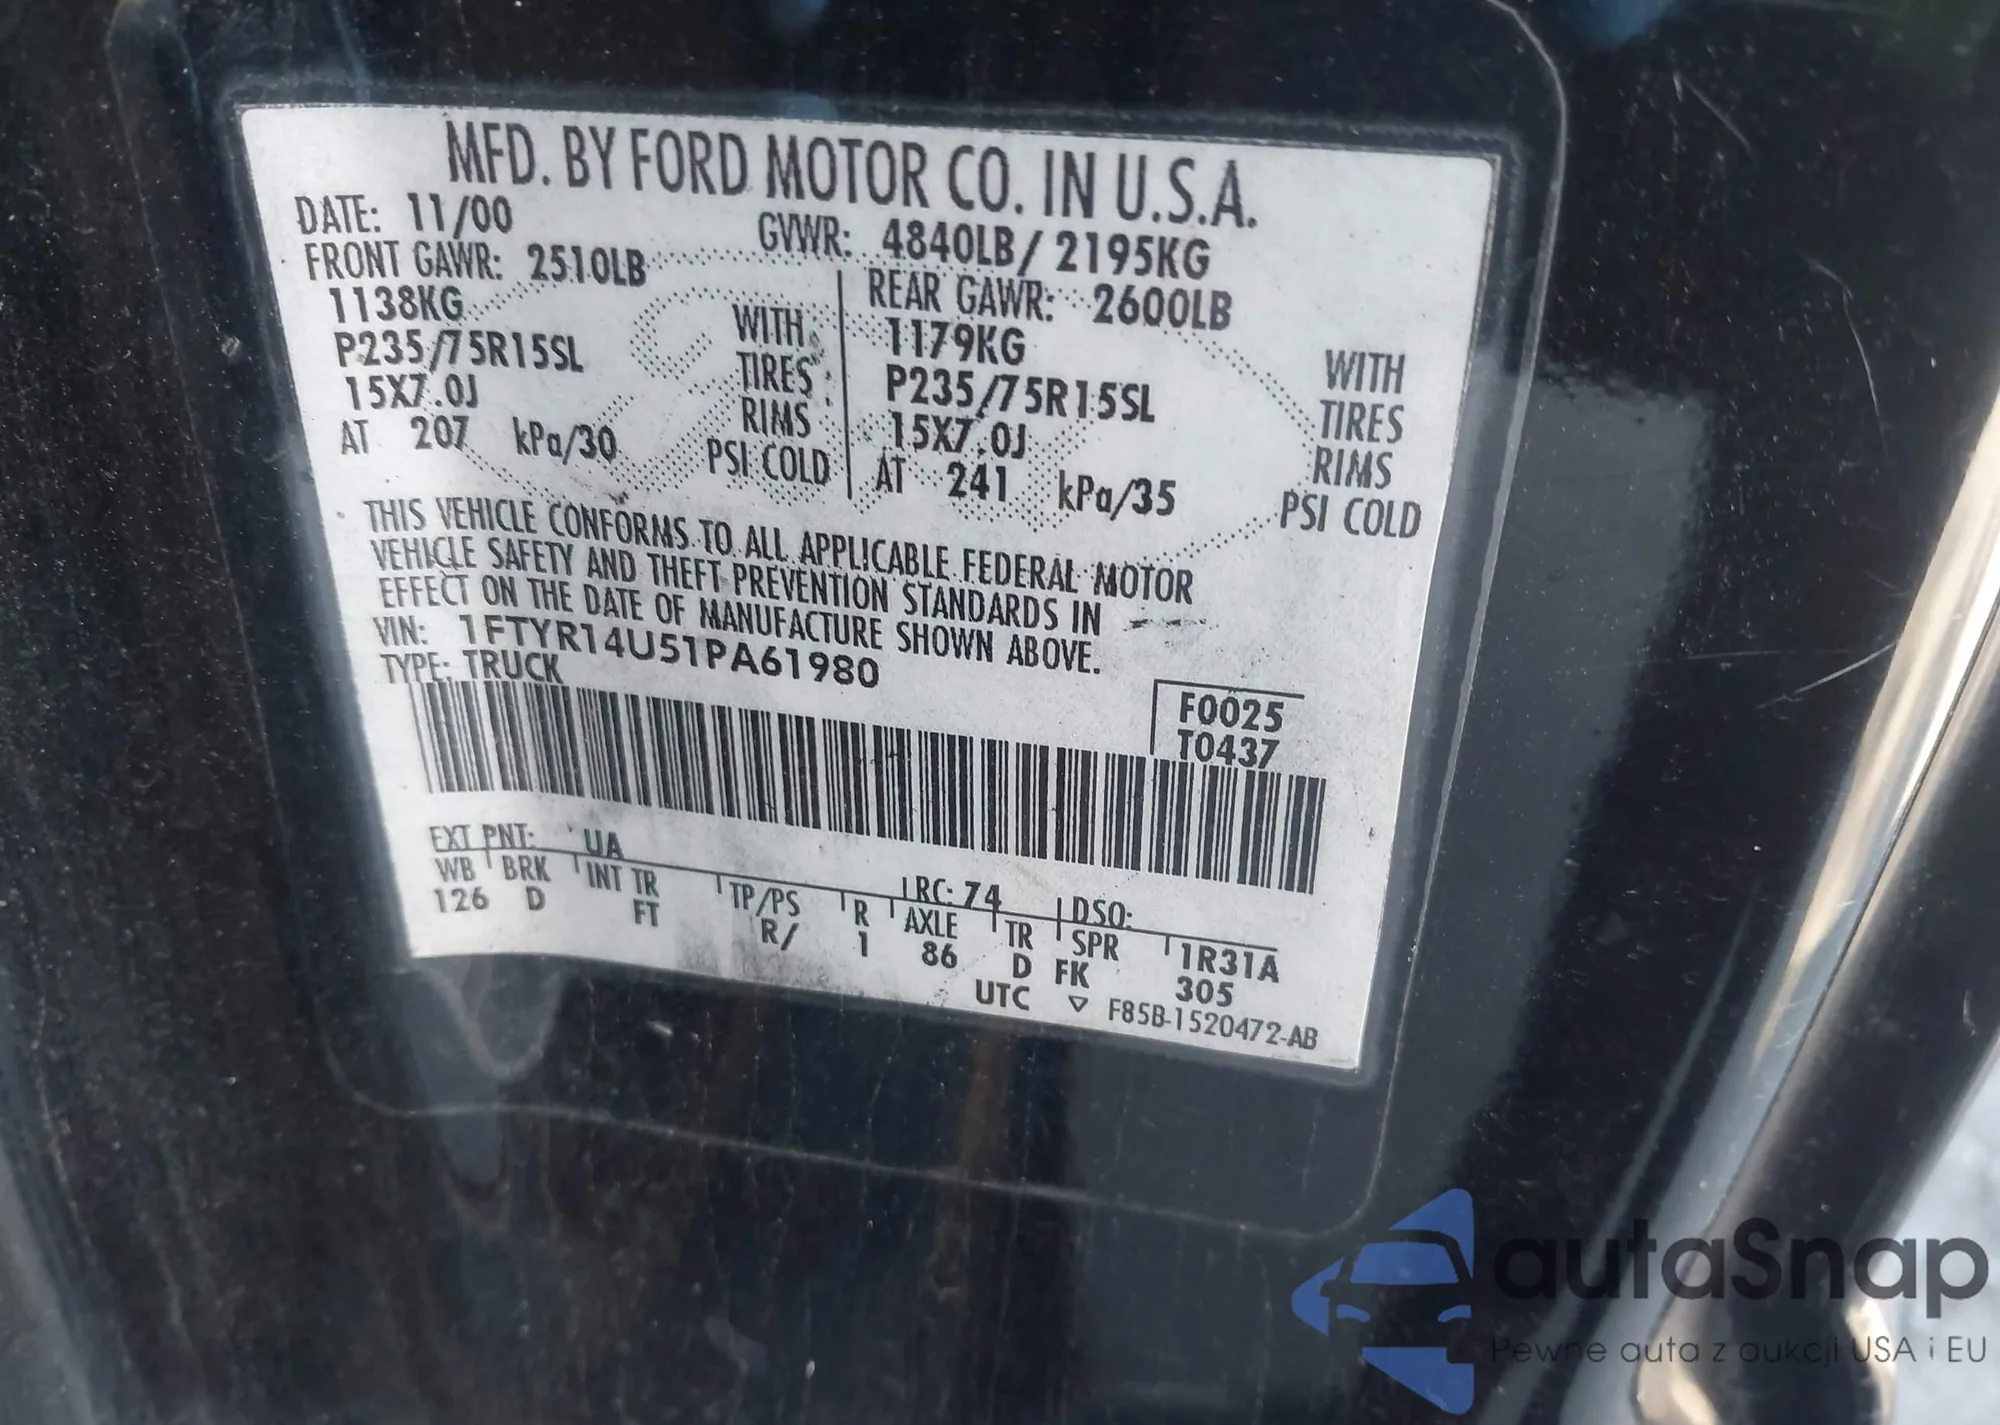 MFD. BY FORD MOTOR CO. IN U.S.A.
DATE: 11/00 GVWR: 4840LB/ 2195KG
FRONT GAWR: 2510LB REAR GAWR: 2600LB
1138KG WITH 1179KG WITH
P235/75R15SL TIRES P235/75R15SL TIRES
15X7.0J RIMS 15X7.0J RIMS
AT 207 kPa/30 PSI COLD AT 241 kPa/35 PSI COLD
THIS VEHICLE CONFORMS TO ALL APPLICABLE FEDERAL MOTOR
VEHICLE SAFETY AND THEFT PREVENTION STANDARDS IN
EFFECT ON THE DATE OF MANUFACTURE SHOWN ABOVE.
VIN: 1FTYR14U51PA61980
TYPE: TRUCK
F0025
T0437
EXT PNT: UA RC: 74 DSO:
WB BRK INT TR TP/PS R AXLE TR SPR 1R31A
126 D FT R/ 1 86 D FK 305
UTC ▽ F85B-1520472-AB
autoSnap
Pewne auta z aukcji USA i EU